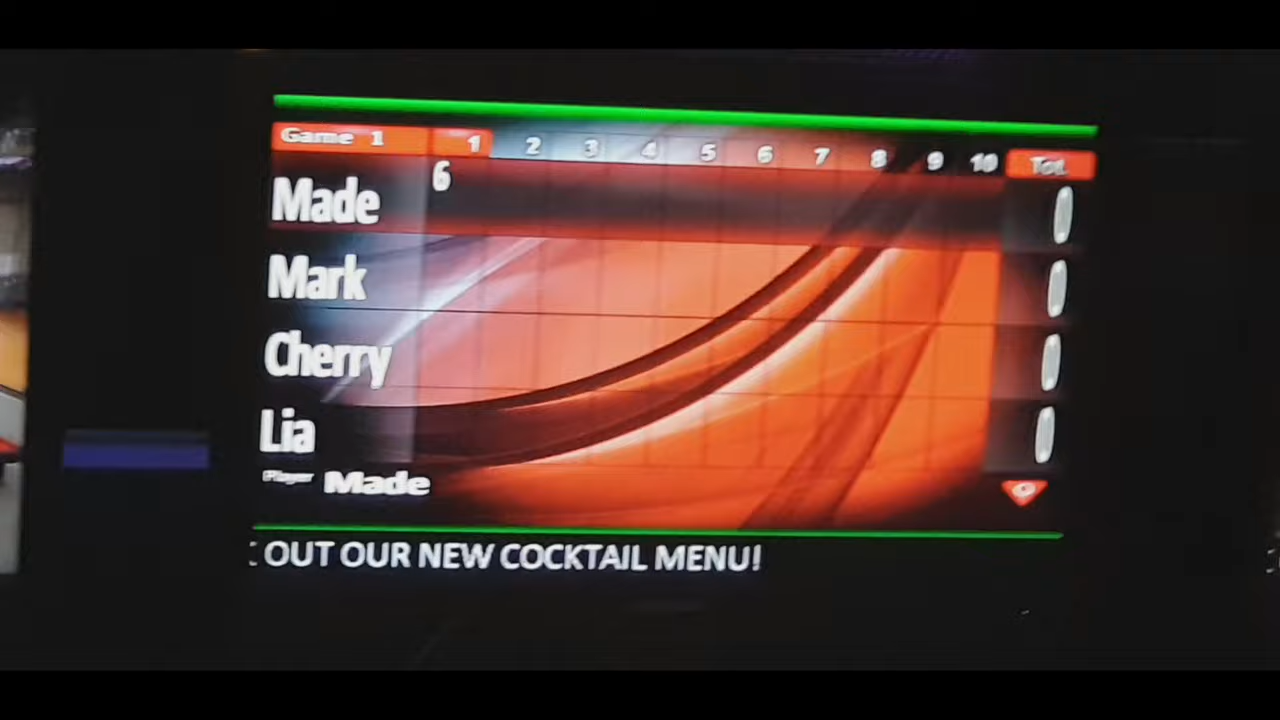 Game 1 1 2 3 4 5 6 7 8 9 10 Tot.
Made 6 0
Mark 0
Cherry 0
Lia 0
Player Made
OUT OUR NEW COCKTAIL MENU!